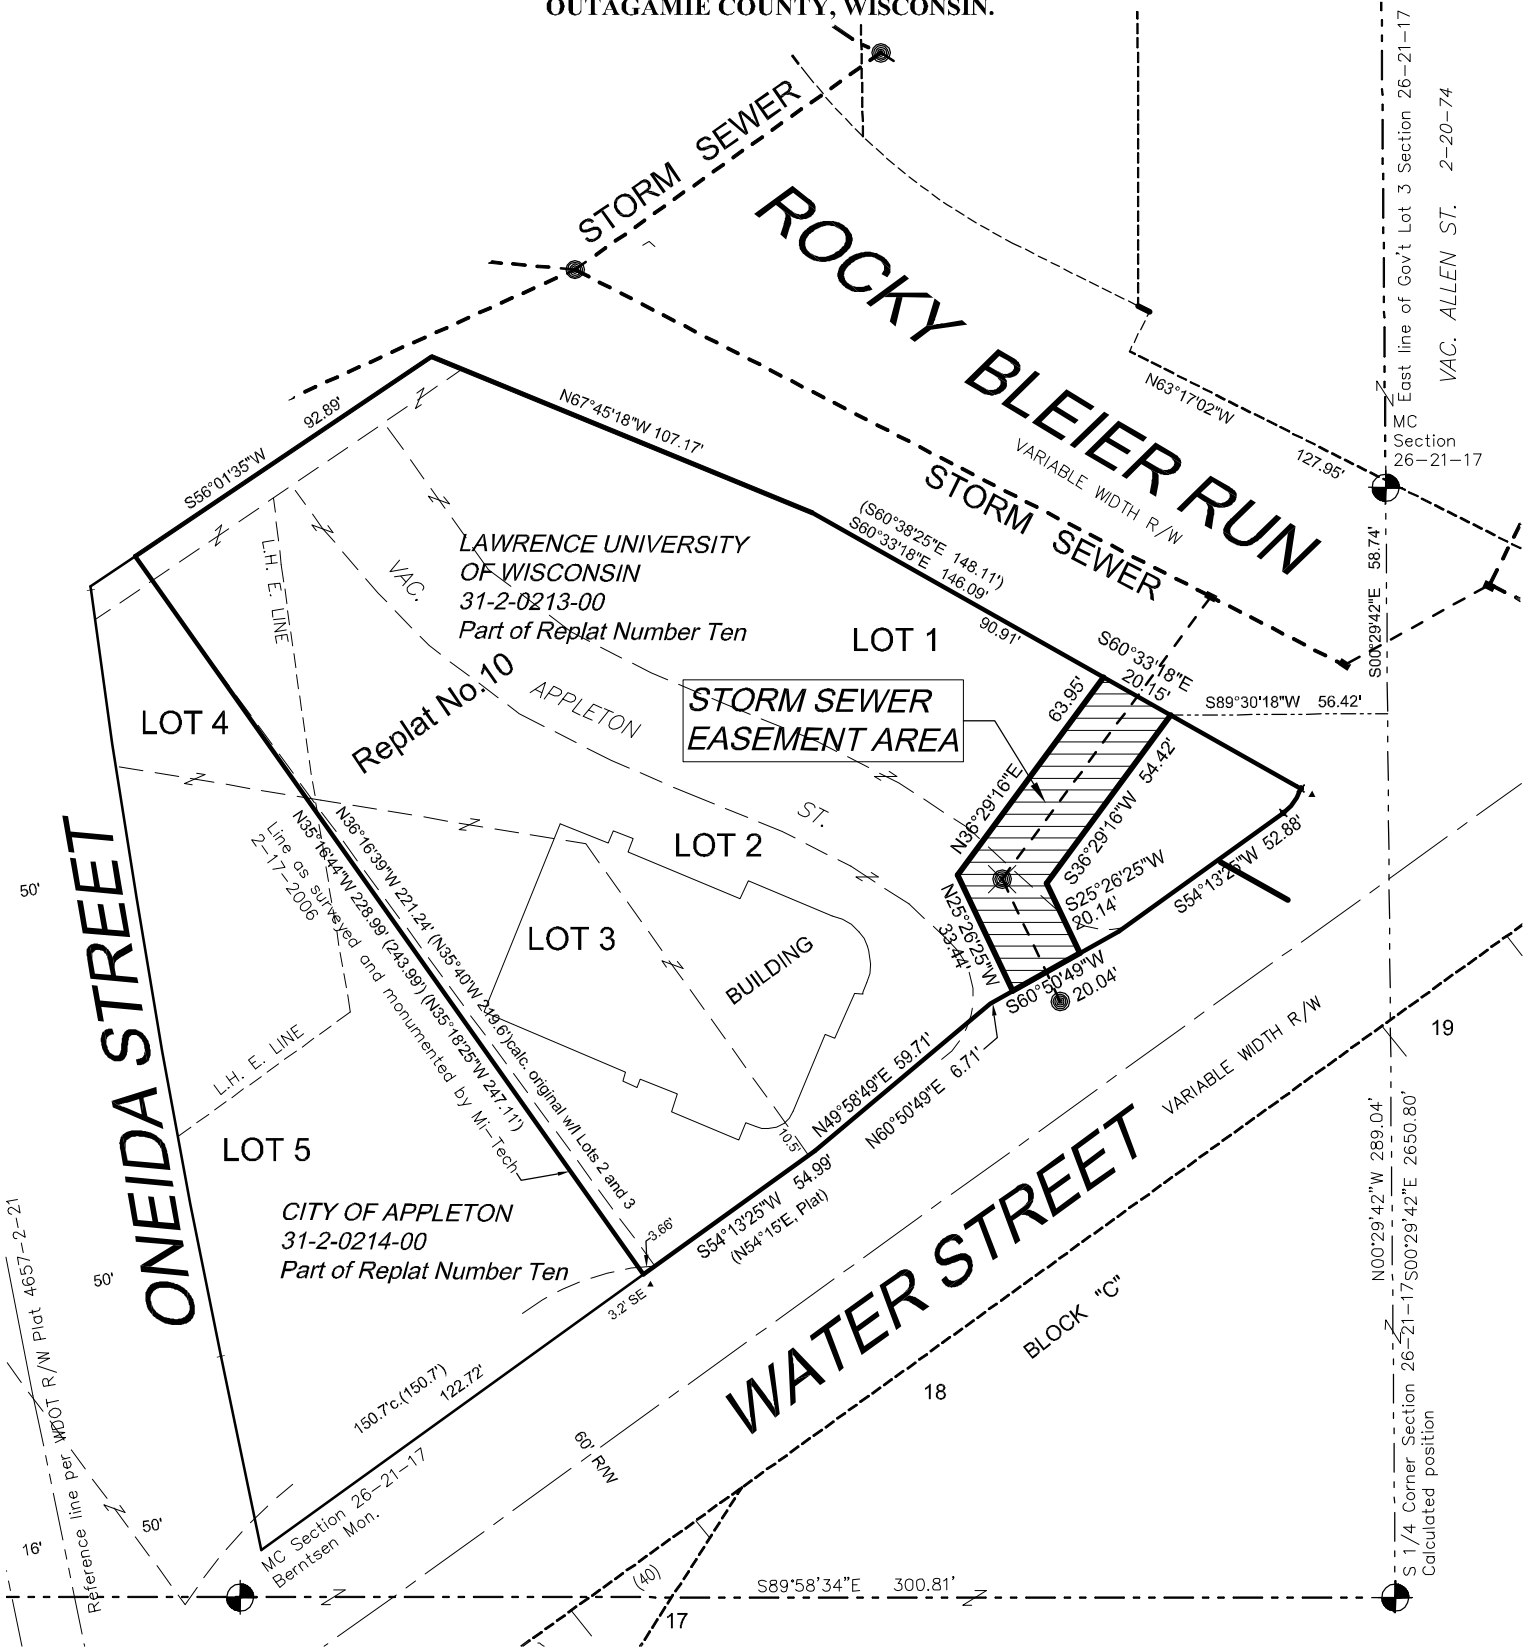 OUTAGAMIE COUNTY, WISCONSIN.
STORM SEWER
ROCKY BLEIER RUN
VARIABLE WIDTH R/W
STORM SEWER
East line of Gov't Lot 3 Section 26-21-17
VAC. ALLEN ST. 2-20-74
N63°17'02"W
127.95'
MC
Section
26-21-17
S00°29'42"E 58.74'
S56°01'35"W 92.89'
N67°45'18"W 107.17'
(S60°38'25"E 148.11')
S60°33'18"E 146.09'
90.91'
S60°33'18"E
20.15'
S89°30'18"W 56.42'
L.H. E. LINE
VAC. APPLETON ST.
LAWRENCE UNIVERSITY
OF WISCONSIN
31-2-0213-00
Part of Replat Number Ten
LOT 1
Replat No.10
STORM SEWER
EASEMENT AREA
LOT 4
63.95'
N36°29'16"E
54.42'
S36°29'16"W
S25°26'25"W
20.14'
S54°13'25"W 52.88'
N25°26'25"W
33.44'
S60°50'49"W
20.04'
LOT 2
LOT 3
BUILDING
N36°16'39"W 221.24' (N35°40'W 219.6')calc. original w/l Lots 2 and 3
N35°16'44"W 228.99' (243.99') (N35°18'25"W 247.11')
Line as surveyed and monumented by Mi-Tech
2-17-2006
50'
ONEIDA STREET
L.H. E. LINE
LOT 5
CITY OF APPLETON
31-2-0214-00
Part of Replat Number Ten
10.5'
N49°58'49"E 59.71'
N60°50'49"E 6.71'
S54°13'25"W 54.99'
(N54°15'E, Plat)
3.66'
3.2' SE
VARIABLE WIDTH R/W
WATER STREET
19
N00°29'42"W 289.04'
S00°29'42"E 2650.80'
S 1/4 Corner Section 26-21-17
Calculated position
BLOCK "C"
18
50'
150.7'c.(150.7')
122.72'
60' R/W
Reference line per WDOT R/W Plat 4657-2-21
50'
16'
MC Section 26-21-17
Berntsen Mon.
(40)
S89°58'34"E 300.81'
17